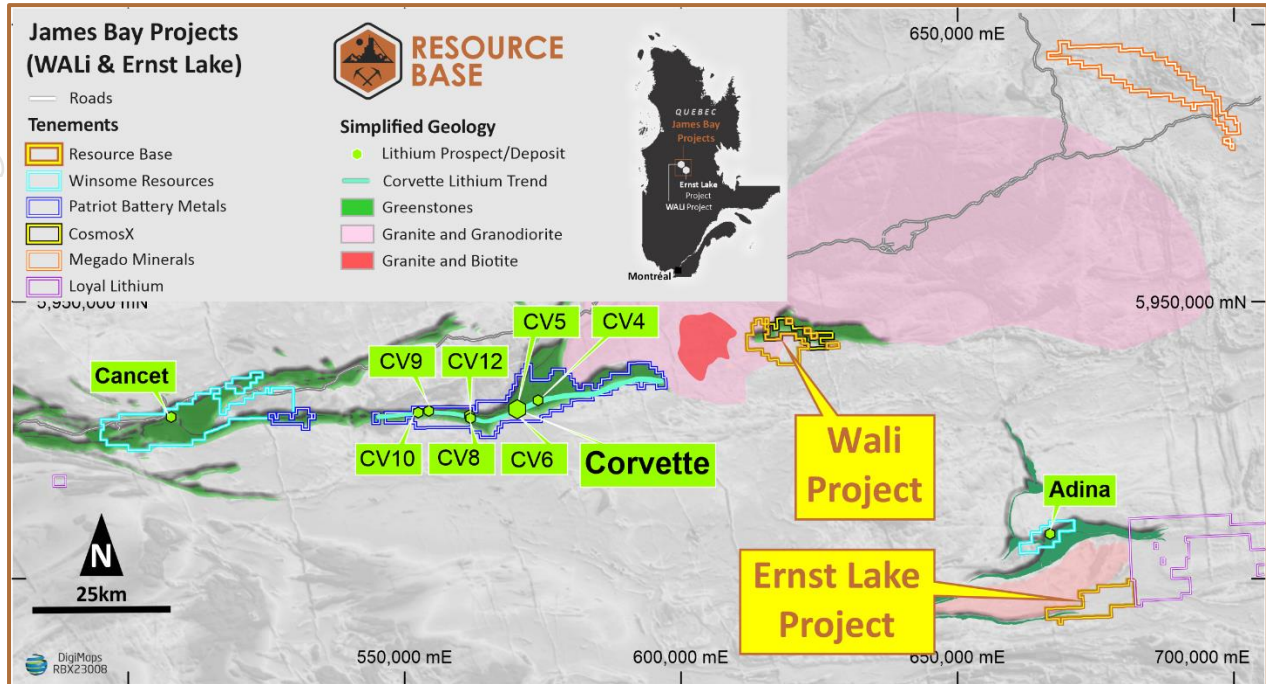 James Bay Projects
(WALi & Ernst Lake)
Roads
Tenements
Resource Base
Winsome Resources
Patriot Battery Metals
CosmosX
Megado Minerals
Loyal Lithium
RESOURCE
BASE
Simplified Geology
Lithium Prospect/Deposit
Corvette Lithium Trend
Greenstones
Granite and Granodiorite
Granite and Biotite
QUEBEC
James Bay
Projects
Ernst Lake
Project
WALi Project
Montréal
650,000 mE
5,950,000 mN
5,950,000 mN
CV5
CV4
CV9
CV12
Cancet
CV10
CV8
CV6
Corvette
Wali
Project
Adina
Ernst Lake
Project
N
25km
550,000 mE
600,000 mE
650,000 mE
700,000 mE
DigiMaps
RBX23008